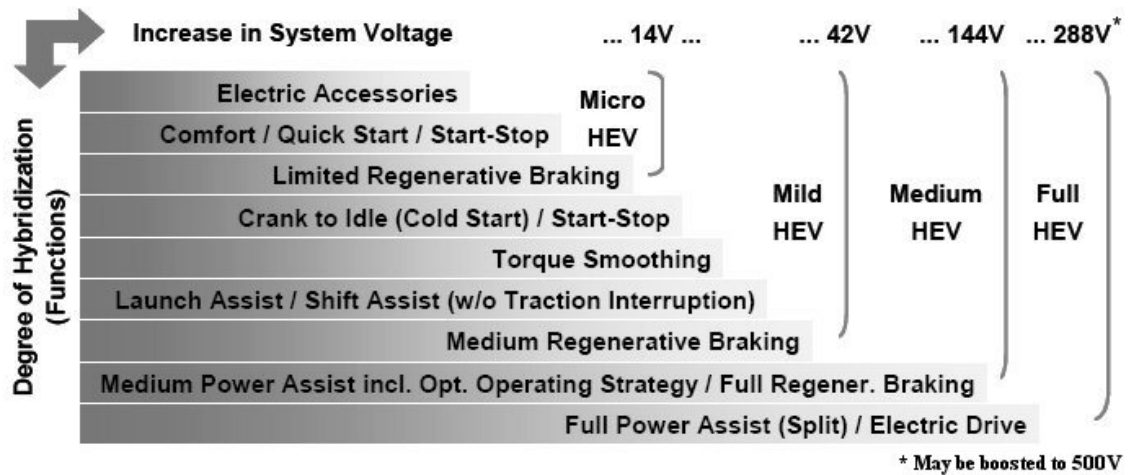 Increase in System Voltage ... 14V ... ... 42V ... 144V ... 288V*
Degree of Hybridization
(Functions)
Electric Accessories
Comfort / Quick Start / Start-Stop
Limited Regenerative Braking
Crank to Idle (Cold Start) / Start-Stop
Torque Smoothing
Launch Assist / Shift Assist (w/o Traction Interruption)
Medium Regenerative Braking
Medium Power Assist incl. Opt. Operating Strategy / Full Regener. Braking
Full Power Assist (Split) / Electric Drive
Micro
HEV
Mild
HEV
Medium
HEV
Full
HEV
* May be boosted to 500V